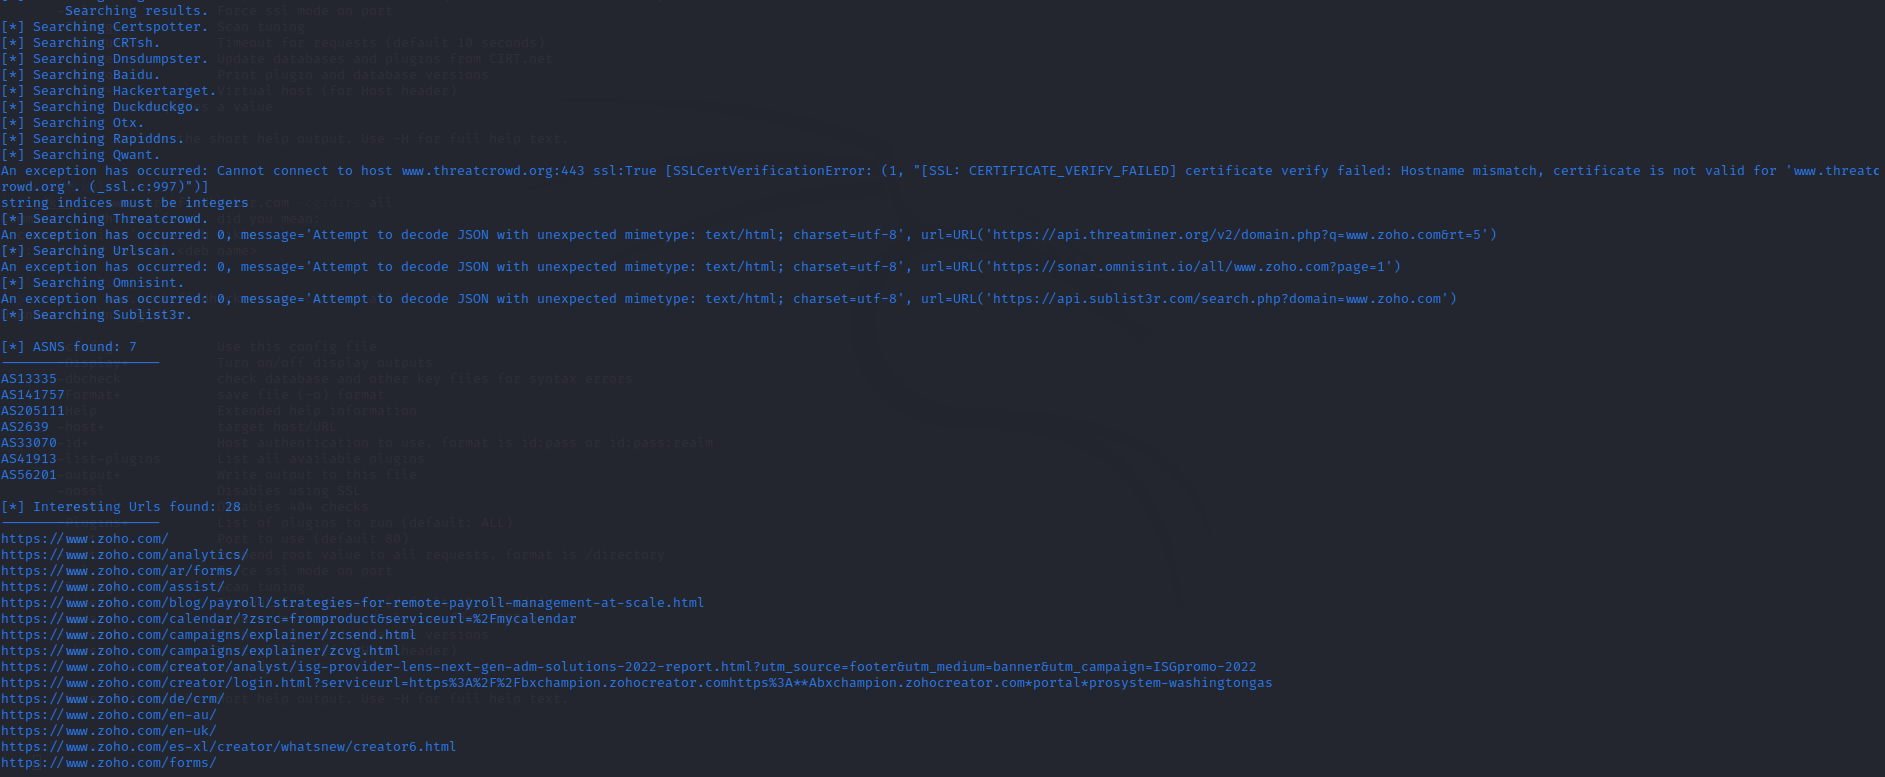 Searching results.
[*] Searching Certspotter.
[*] Searching CRTsh.
[*] Searching Dnsdumpster.
[*] Searching Baidu.
[*] Searching Hackertarget.
[*] Searching Duckduckgo.
[*] Searching Otx.
[*] Searching Rapiddns.
[*] Searching Qwant.
An exception has occurred: Cannot connect to host www.threatcrowd.org:443 ssl:True [SSLCertVerificationError: (1, "[SSL: CERTIFICATE_VERIFY_FAILED] certificate verify failed: Hostname mismatch, certificate is not valid for 'www.threatc
rowd.org'. (_ssl.c:997)")]
string indices must be integers
[*] Searching Threatcrowd.
An exception has occurred: 0, message='Attempt to decode JSON with unexpected mimetype: text/html; charset=utf-8', url=URL('https://api.threatminer.org/v2/domain.php?q=www.zoho.com&rt=5')
[*] Searching Urlscan.
An exception has occurred: 0, message='Attempt to decode JSON with unexpected mimetype: text/html; charset=utf-8', url=URL('https://sonar.omnisint.io/all/www.zoho.com?page=1')
[*] Searching Omnisint.
An exception has occurred: 0, message='Attempt to decode JSON with unexpected mimetype: text/html; charset=utf-8', url=URL('https://api.sublist3r.com/search.php?domain=www.zoho.com')
[*] Searching Sublist3r.
[*] ASNS found: 7
--------------------
AS13335
AS141757
AS205111
AS2639
AS33070
AS41913
AS56201
[*] Interesting Urls found: 28
--------------------
https://www.zoho.com/
https://www.zoho.com/analytics/
https://www.zoho.com/ar/forms/
https://www.zoho.com/assist/
https://www.zoho.com/blog/payroll/strategies-for-remote-payroll-management-at-scale.html
https://www.zoho.com/calendar/?zsrc=fromproduct&serviceurl=%2Fmycalendar
https://www.zoho.com/campaigns/explainer/zcsend.html
https://www.zoho.com/campaigns/explainer/zcvg.html
https://www.zoho.com/creator/analyst/isg-provider-lens-next-gen-adm-solutions-2022-report.html?utm_source=footer&utm_medium=banner&utm_campaign=ISGpromo-2022
https://www.zoho.com/creator/login.html?serviceurl=https%3A%2F%2Fbxchampion.zohocreator.comhttps%3A**Abxchampion.zohocreator.com*portal*prosystem-washingtongas
https://www.zoho.com/de/crm/
https://www.zoho.com/en-au/
https://www.zoho.com/en-uk/
https://www.zoho.com/es-xl/creator/whatsnew/creator6.html
https://www.zoho.com/forms/